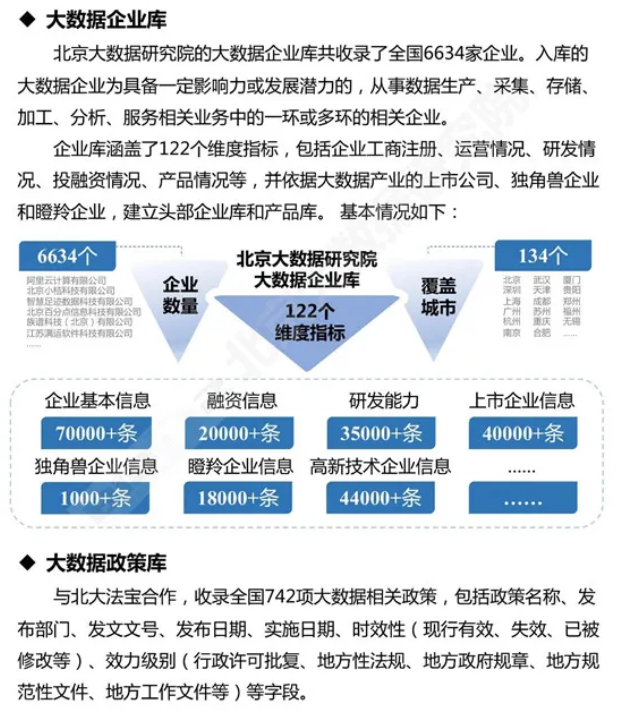 ◆ 大数据企业库
北京大数据研究院的大数据企业库共收录了全国6634家企业。入库的
大数据企业为具备一定影响力或发展潜力的，从事数据生产、采集、存储、
加工、分析、服务相关业务中的一环或多环的相关企业。
企业库涵盖了122个维度指标，包括企业工商注册、运营情况、研发情
况、投融资情况、产品情况等，并依据大数据产业的上市公司、独角兽企业
和瞪羚企业，建立头部企业库和产品库。 基本情况如下：
6634个
阿里云计算有限公司
北京小桔科技有限公司
智慧足迹数据科技有限公司
北京百分点信息科技有限公司
族谱科技（北京）有限公司
江苏满运软件科技有限公司
......
企业
数量
北京大数据研究院
大数据企业库
122个
维度指标
覆盖
城市
134个
北京 武汉 厦门
深圳 天津 贵阳
上海 成都 郑州
广州 苏州 福州
杭州 重庆 无锡
南京 合肥 ......
企业基本信息 融资信息 研发能力 上市企业信息
70000+条 20000+条 35000+条 40000+条
独角兽企业信息 瞪羚企业信息 高新技术企业信息 ......
1000+条 18000+条 44000+条 ......
◆ 大数据政策库
与北大法宝合作，收录全国742项大数据相关政策，包括政策名称、发
布部门、发文文号、发布日期、实施日期、时效性（现行有效、失效、已被
修改等）、效力级别（行政许可批复、地方性法规、地方政府规章、地方规
范性文件、地方工作文件等）等字段。